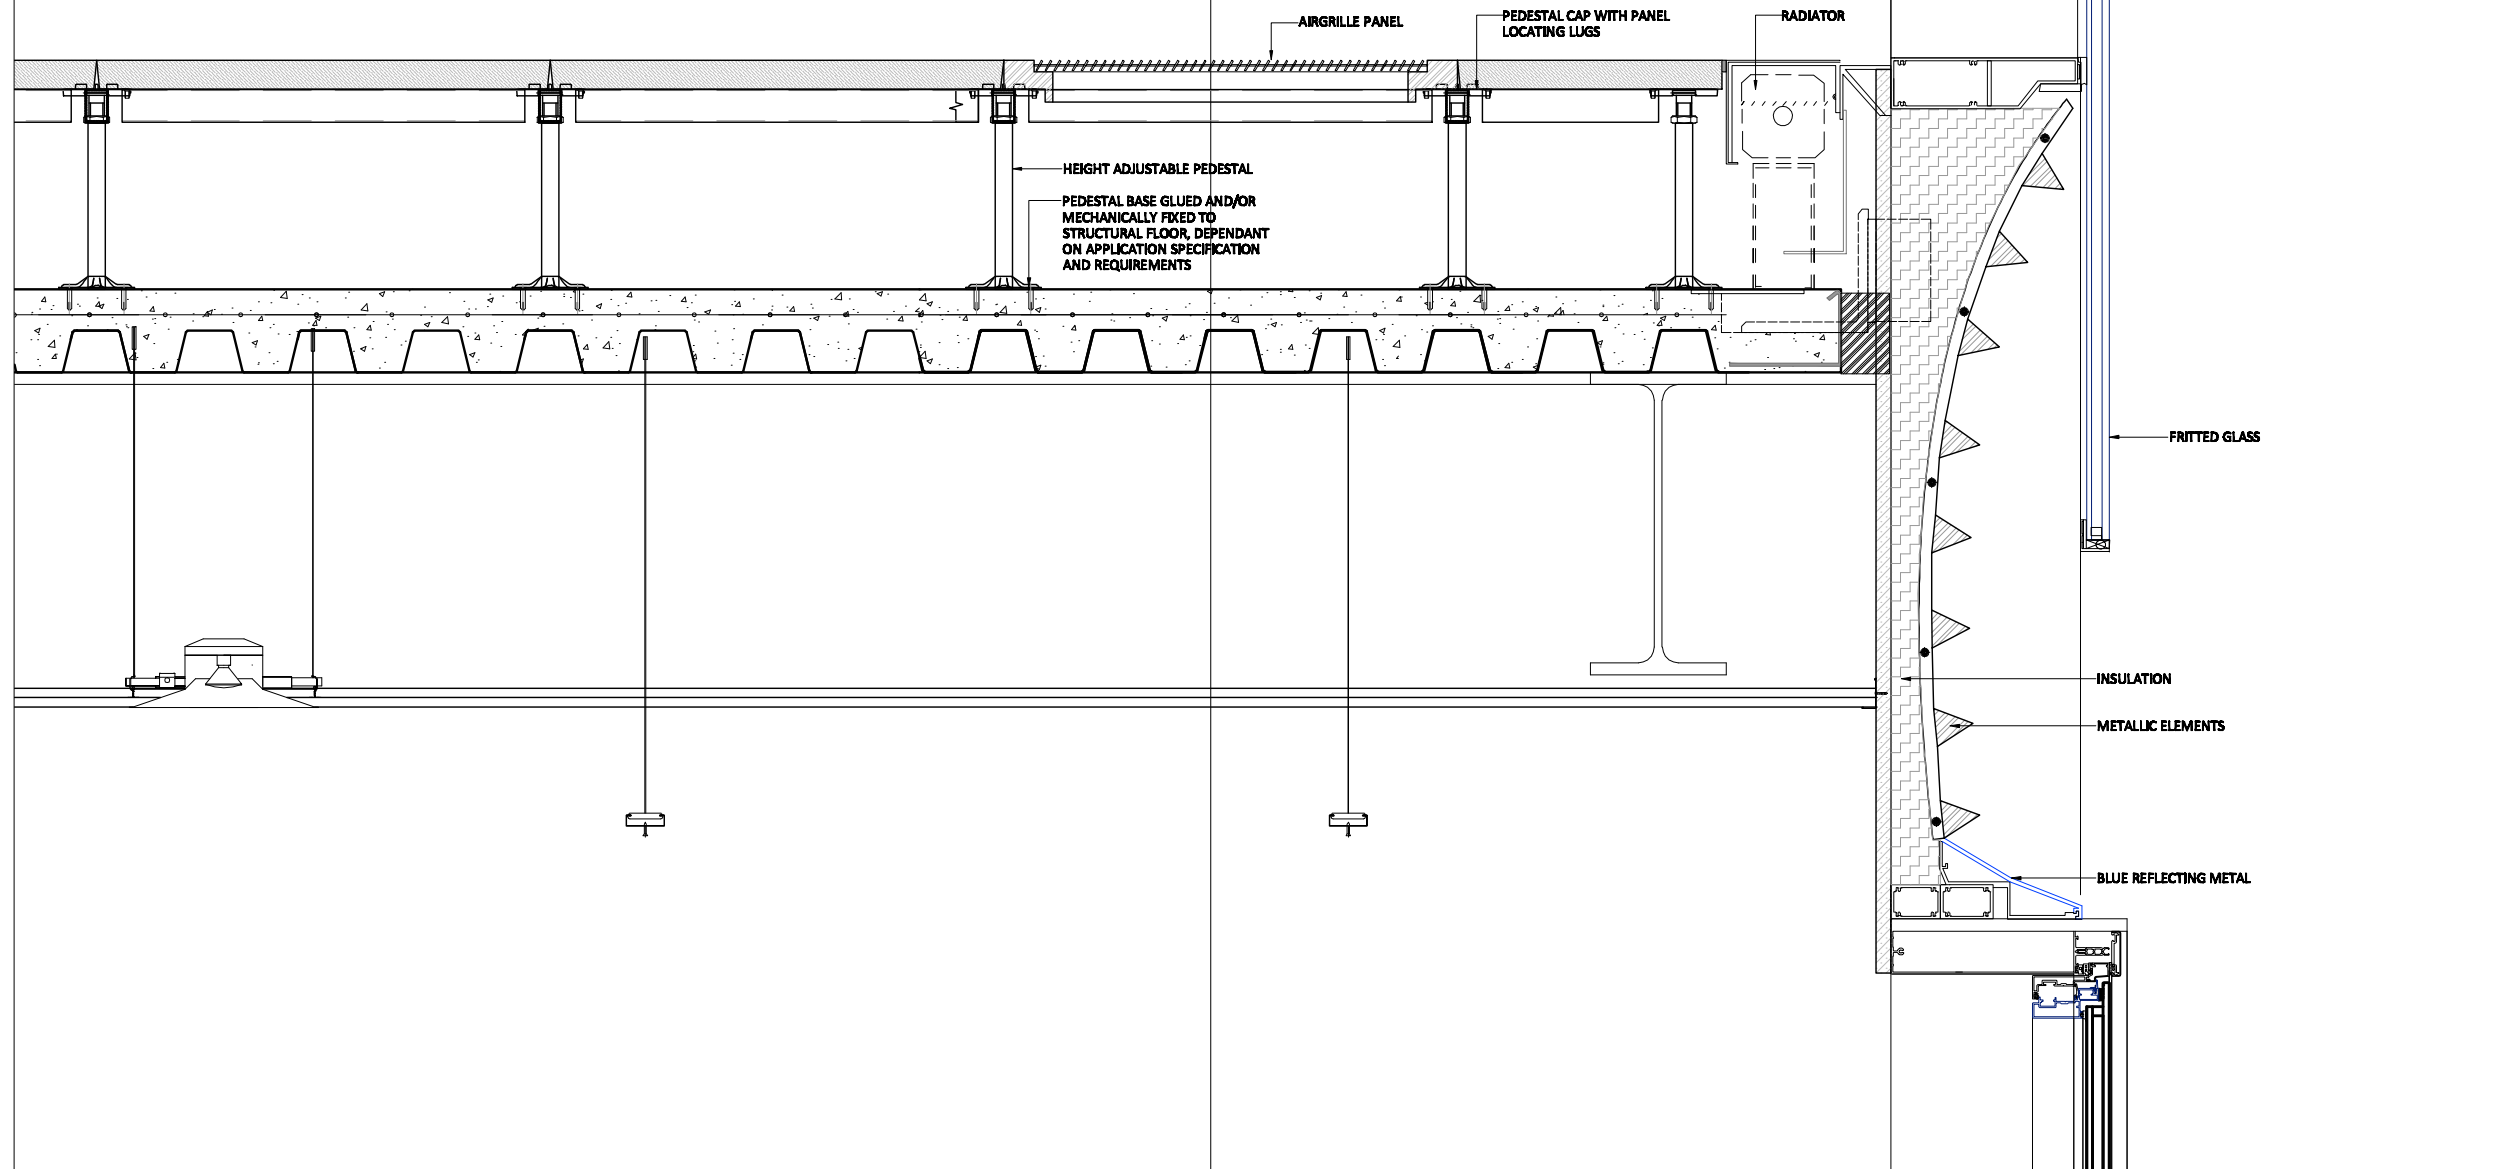 AIRGRILLE PANEL
PEDESTAL CAP WITH PANEL
LOCATING LUGS
RADIATOR
HEIGHT ADJUSTABLE PEDESTAL
PEDESTAL BASE GLUED AND/OR
MECHANICALLY FIXED TO
STRUCTURAL FLOOR, DEPENDANT
ON APPLICATION SPECIFICATION
AND REQUIREMENTS
FRITTED GLASS
INSULATION
METALLIC ELEMENTS
BLUE REFLECTING METAL